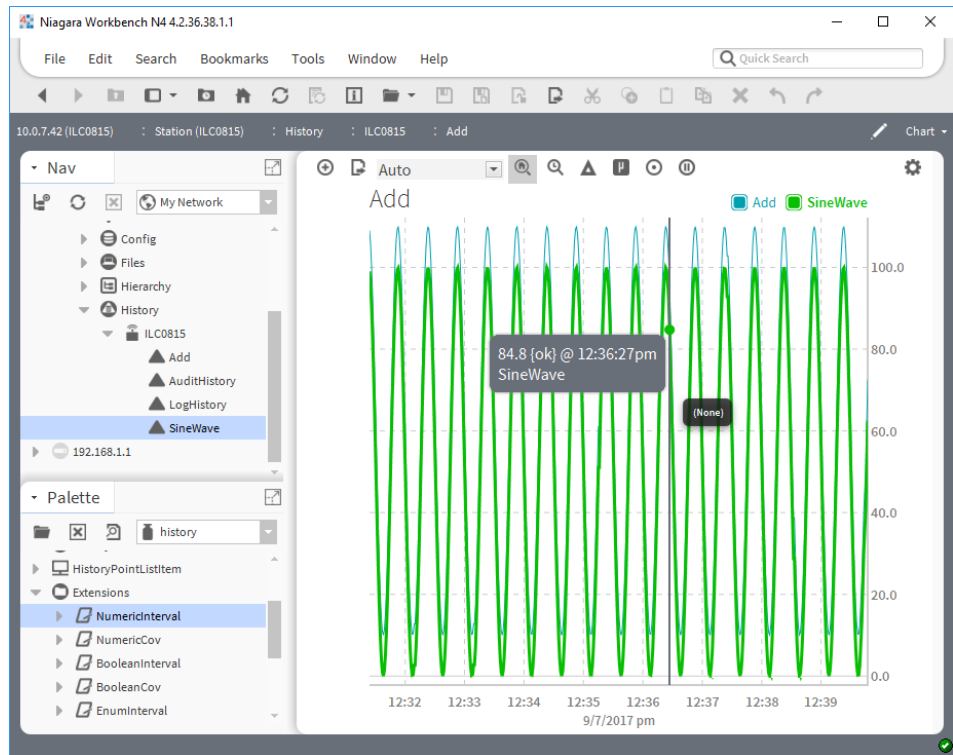 Niagara Workbench N4 4.2.36.38.1.1
File Edit Search Bookmarks Tools Window Help
Quick Search
10.0.7.42 (ILC0815) : Station (ILC0815) : History : ILC0815 : Add
Chart
Nav
My Network
Config
Files
Hierarchy
History
ILC0815
Add
AuditHistory
LogHistory
SineWave
192.168.1.1
Palette
history
HistoryPointListItem
Extensions
NumericInterval
NumericCov
BooleanInterval
BooleanCov
EnumInterval
Auto
Add
Add SineWave
100.0
80.0
60.0
40.0
20.0
0.0
84.8 {ok} @ 12:36:27pm
SineWave
(None)
12:32 12:33 12:34 12:35 12:36 12:37 12:38 12:39
9/7/2017 pm